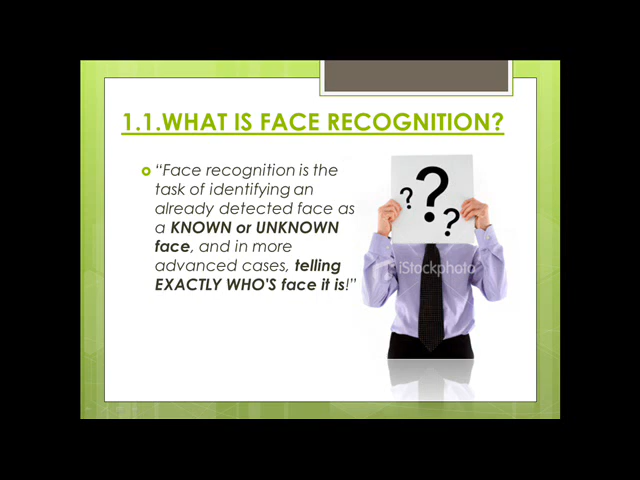 1.1.WHAT IS FACE RECOGNITION?
“Face recognition is the
task of identifying an
already detected face as
a KNOWN or UNKNOWN
face, and in more
advanced cases, telling
EXACTLY WHO'S face it is!”
? ? ?
iStockphoto